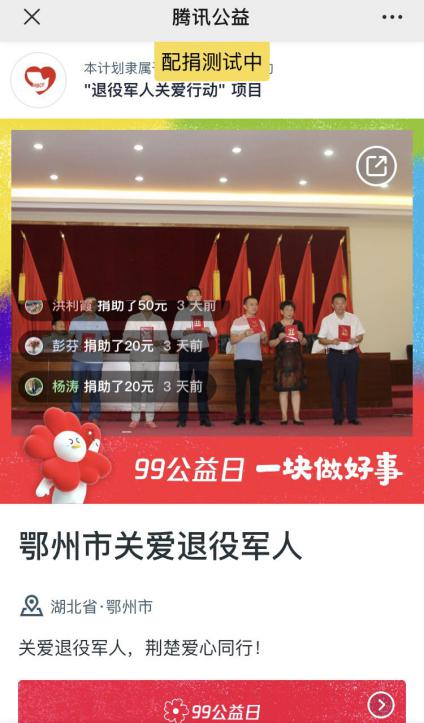 腾讯公益
配捐测试中
本计划隶属
"退役军人关爱行动" 项目
洪利霞 捐助了50元 3 天前
彭芬 捐助了20元 3 天前
杨涛 捐助了20元 3 天前
99公益日 一块做好事
鄂州市关爱退役军人
湖北省·鄂州市
关爱退役军人，荆楚爱心同行！
99公益日